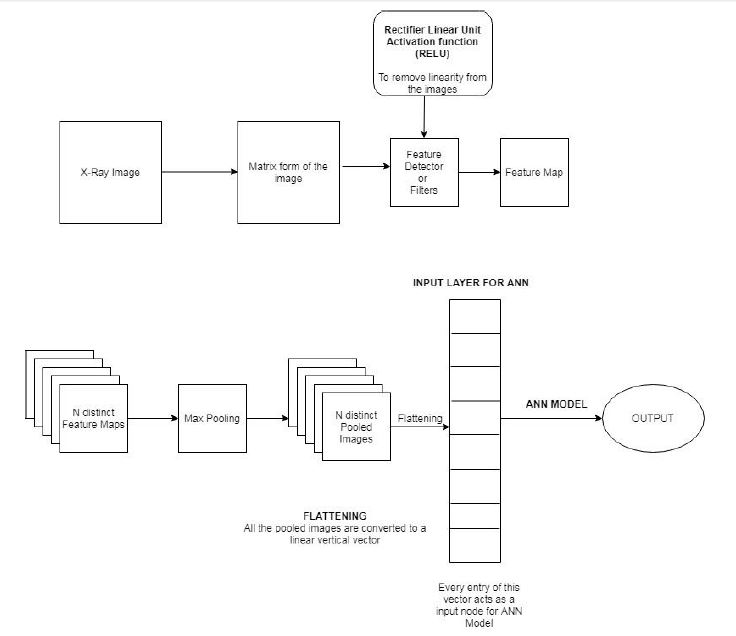 Rectifier Linear Unit
Activation function
(RELU)
To remove linearity from
the images
X-Ray Image
Matrix form of the
image
Feature
Detector
or
Filters
Feature Map
INPUT LAYER FOR ANN
N distinct
Feature Maps
Max Pooling
N distinct
Pooled
Images
Flattening
ANN MODEL
OUTPUT
FLATTENING
All the pooled images are converted to a
linear vertical vector
Every entry of this
vector acts as a
input node for ANN
Model